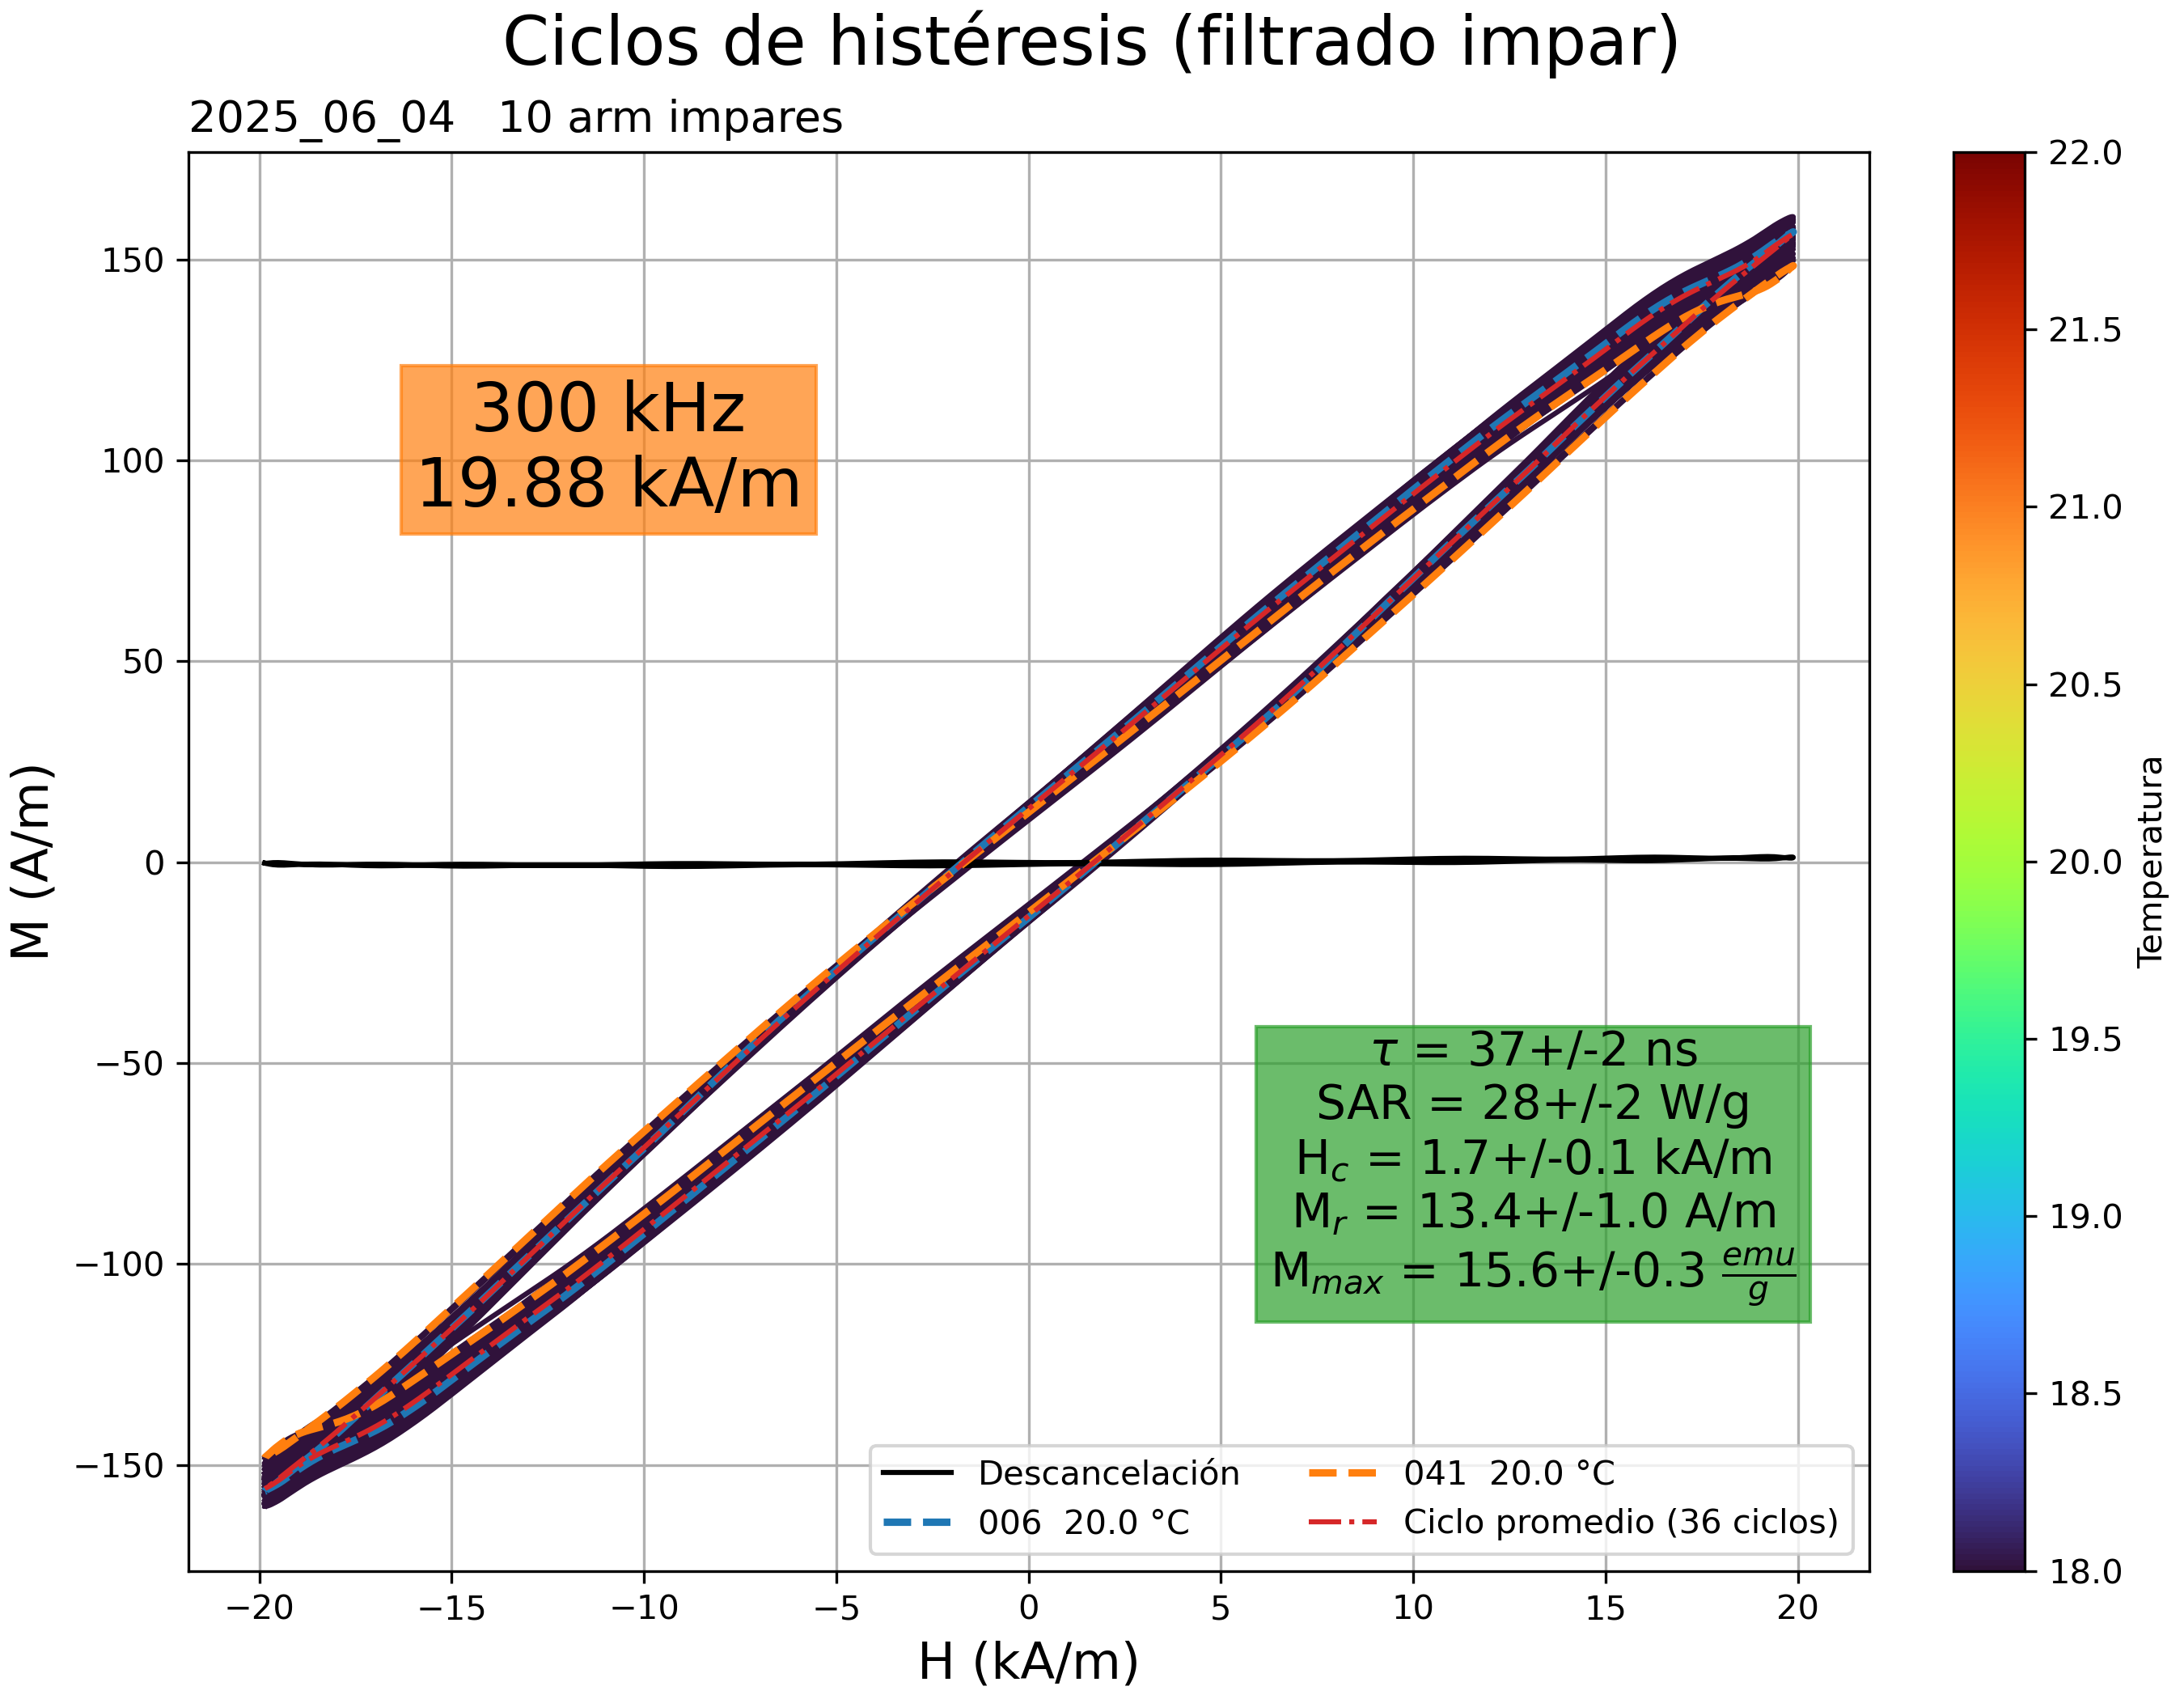 Ciclos de histéresis (filtrado impar)
2025_06_04   10 arm impares
300 kHz
19.88 kA/m
τ = 37+/-2 ns
SAR = 28+/-2 W/g
H_c = 1.7+/-0.1 kA/m
M_r = 13.4+/-1.0 A/m
M_max = 15.6+/-0.3 emu/g
Descancelación
006  20.0 °C
041  20.0 °C
Ciclo promedio (36 ciclos)
M (A/m)
150
100
50
0
−50
−100
−150
−20
−15
−10
−5
0
5
10
15
20
H (kA/m)
22.0
21.5
21.0
20.5
20.0
19.5
19.0
18.5
18.0
Temperatura